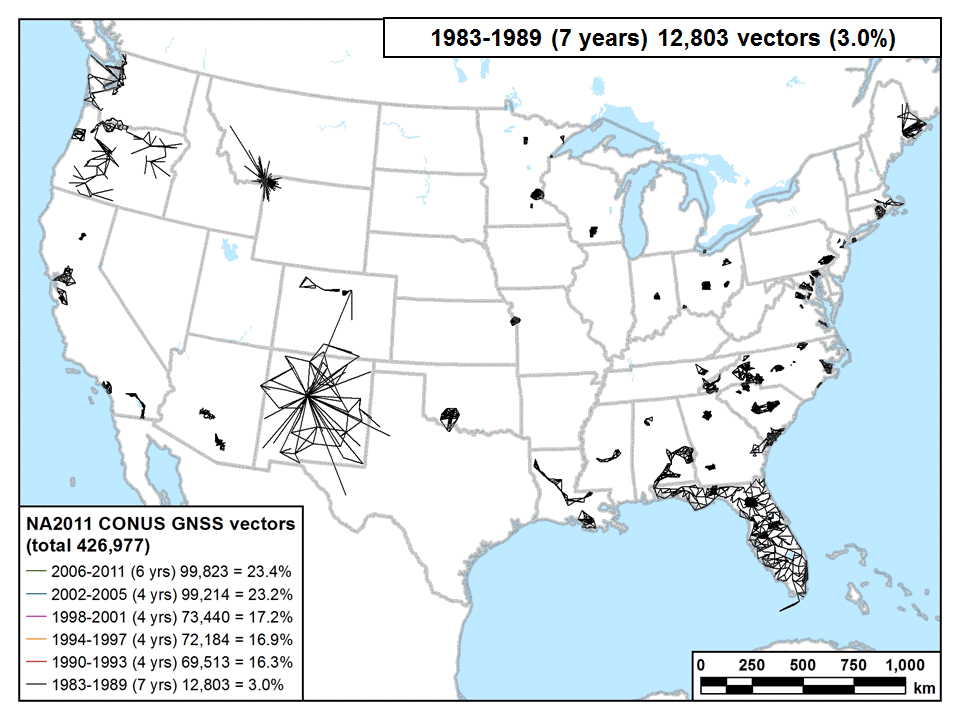 1983-1989 (7 years) 12,803 vectors (3.0%)
NA2011 CONUS GNSS vectors
(total 426,977)
2006-2011 (6 yrs) 99,823 = 23.4%
2002-2005 (4 yrs) 99,214 = 23.2%
1998-2001 (4 yrs) 73,440 = 17.2%
1994-1997 (4 yrs) 72,184 = 16.9%
1990-1993 (4 yrs) 69,513 = 16.3%
1983-1989 (7 yrs) 12,803 = 3.0%
0 250 500 750 1,000
km